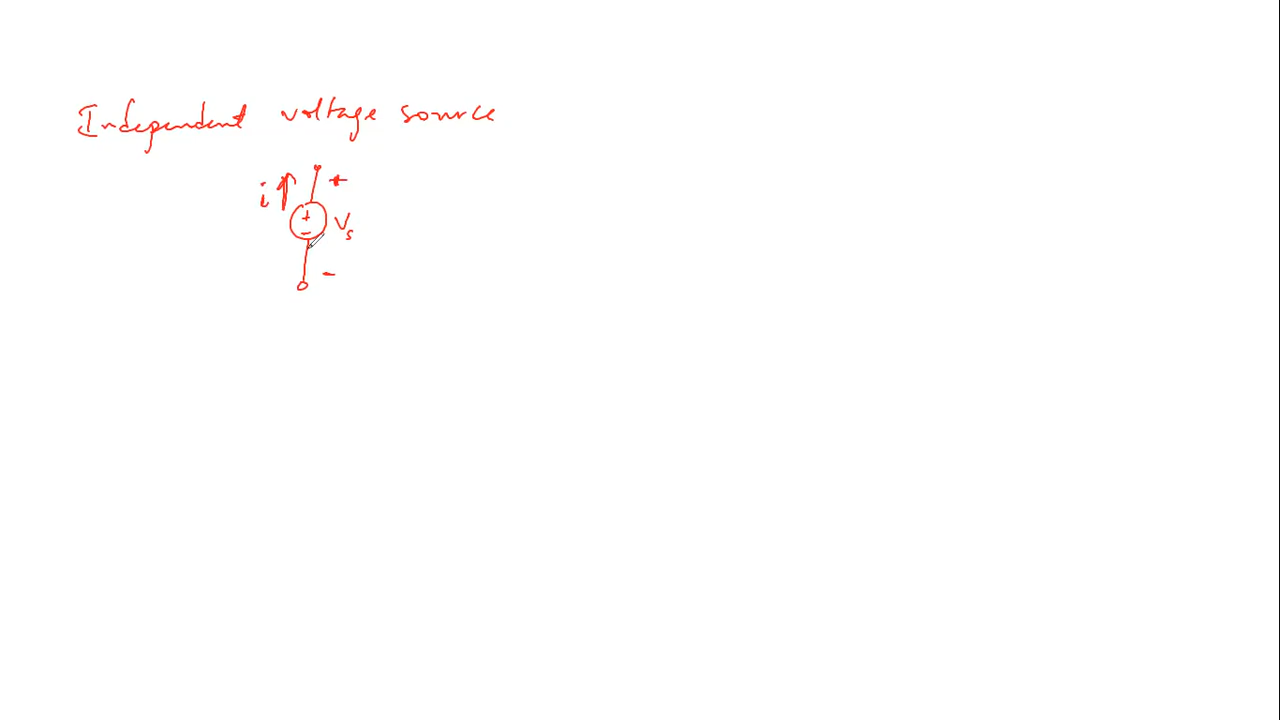 Independent voltage source
i ↑ +
+ Vs
−
−